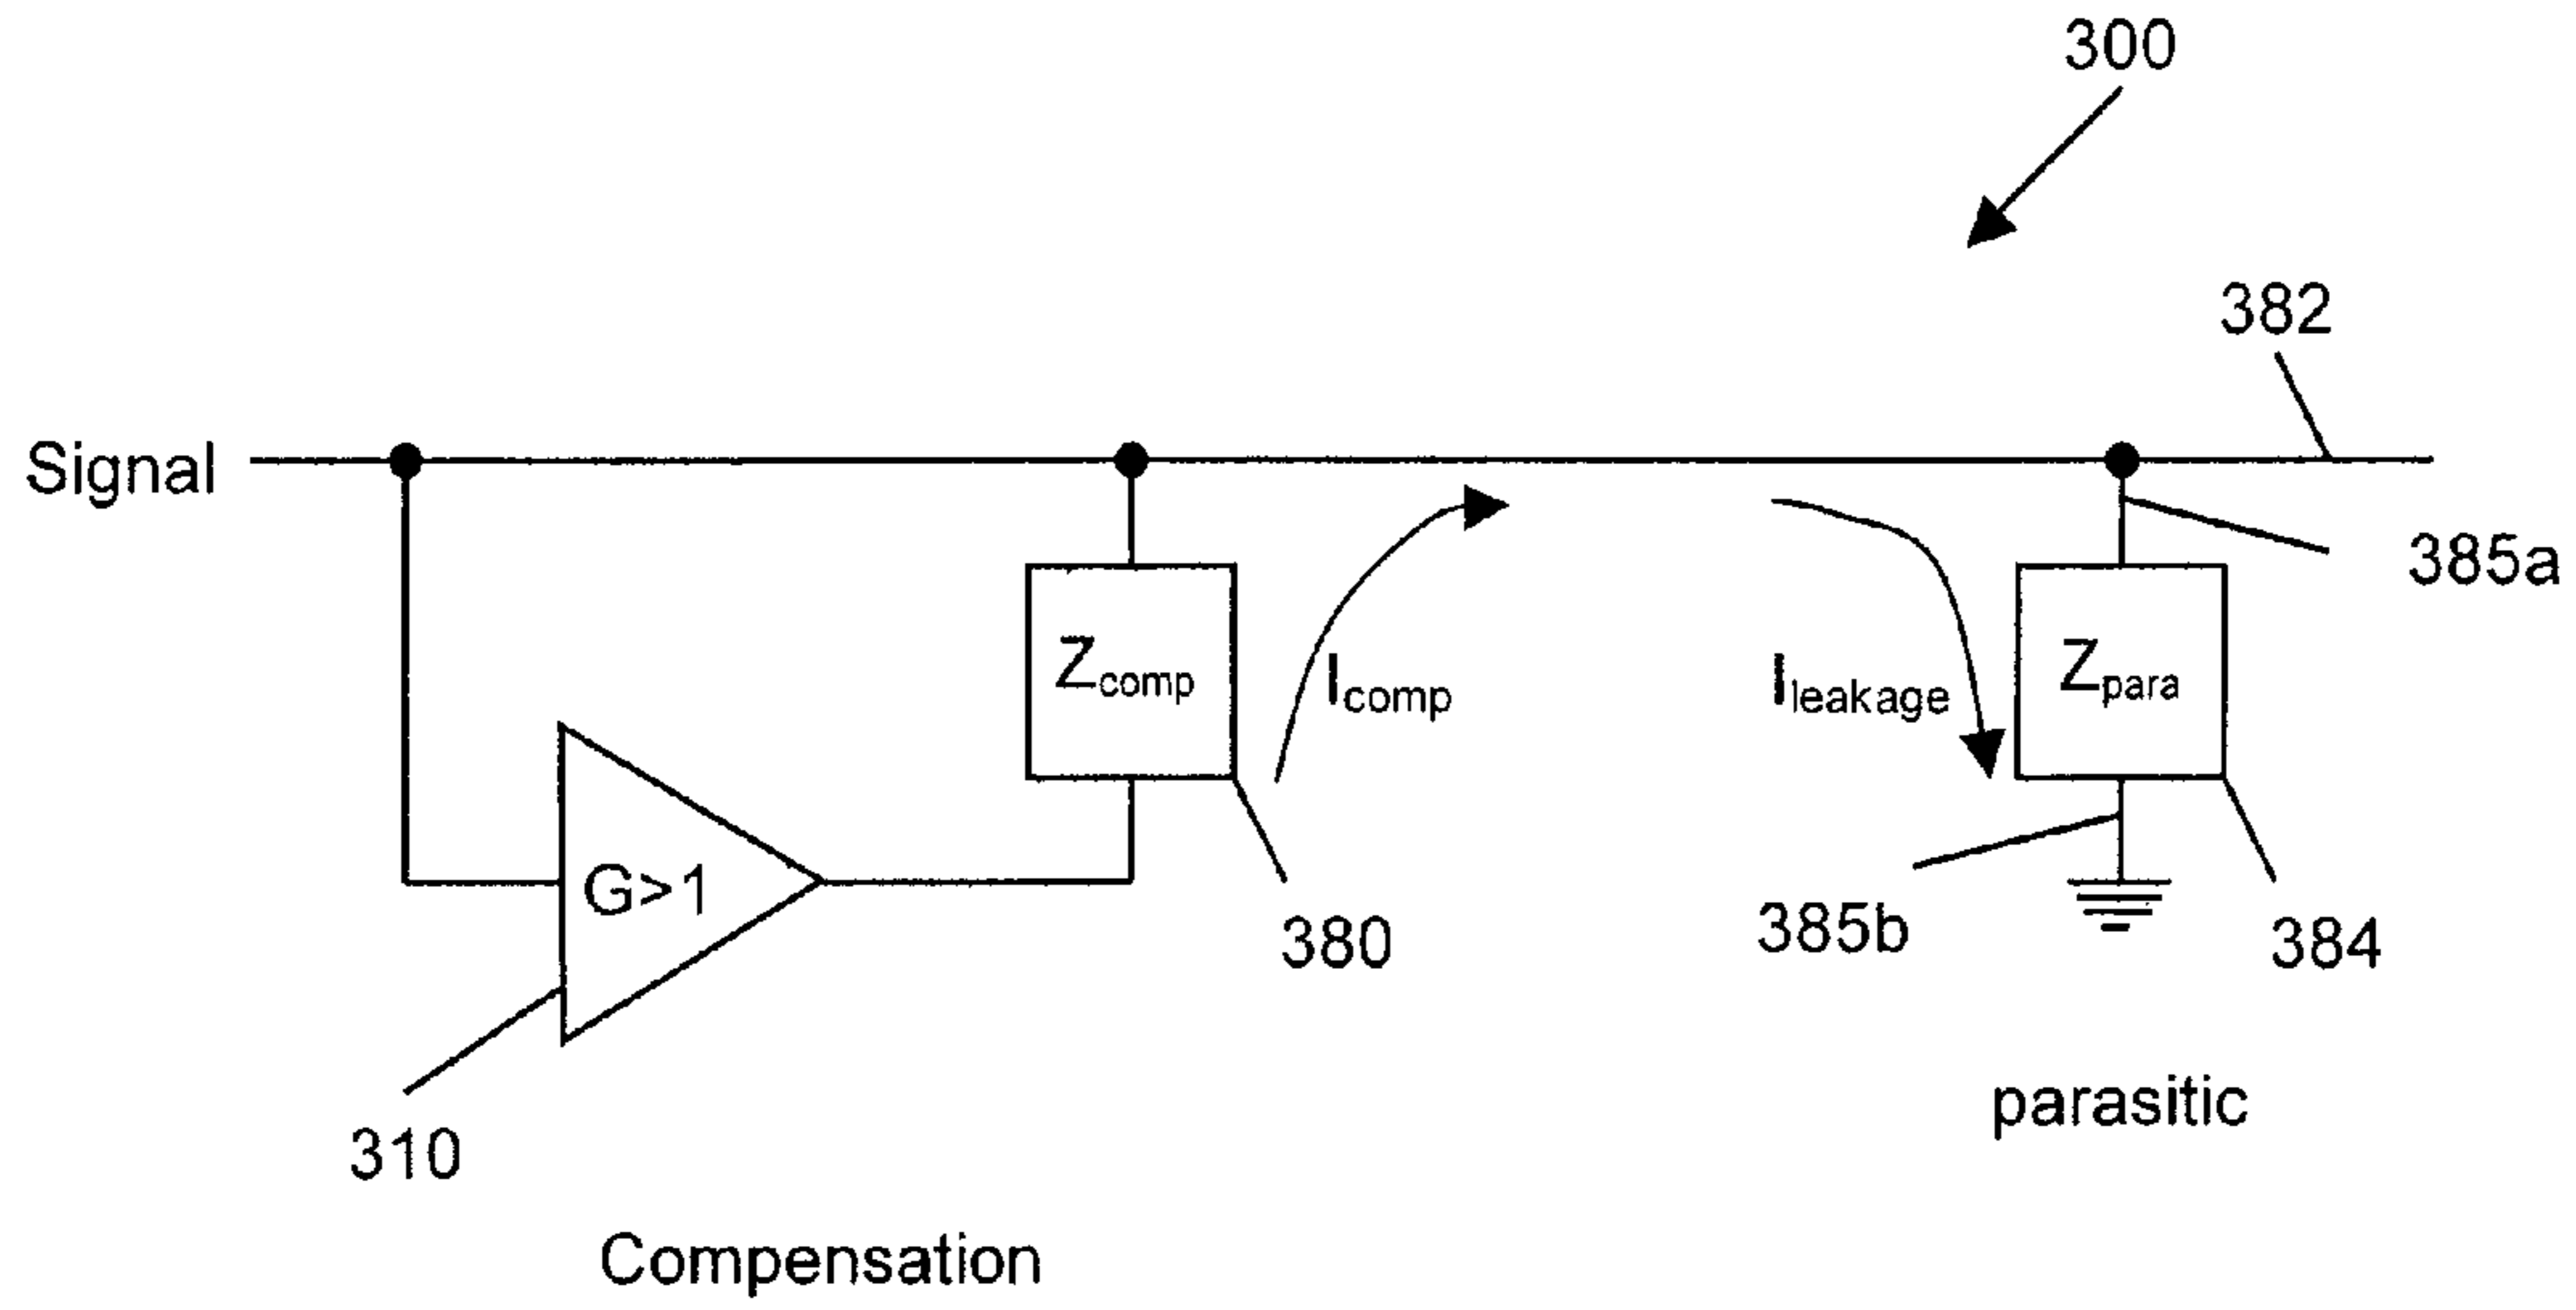 300
382
Signal
385a
Zcomp
Icomp
Ileakage
Zpara
G>1
380
385b
384
310
parasitic
Compensation